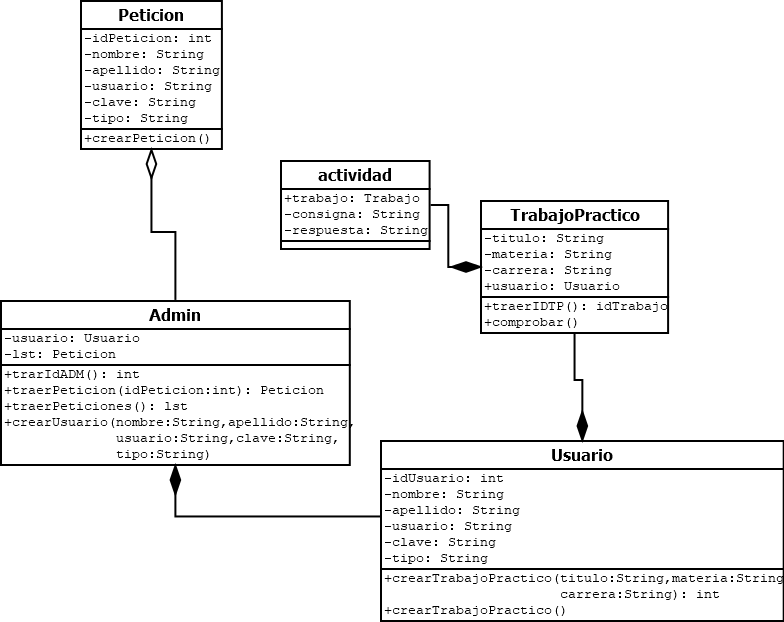 Peticion
-idPeticion: int
-nombre: String
-apellido: String
-usuario: String
-clave: String
-tipo: String
+crearPeticion()
actividad
+trabajo: Trabajo
-consigna: String
-respuesta: String
TrabajoPractico
-titulo: String
-materia: String
-carrera: String
+usuario: Usuario
+traerIDTP(): idTrabajo
+comprobar()
Admin
-usuario: Usuario
-lst: Peticion
+trarIdADM(): int
+traerPeticion(idPeticion:int): Peticion
+traerPeticiones(): lst
+crearUsuario(nombre:String,apellido:String,
usuario:String,clave:String,
tipo:String)
Usuario
-idUsuario: int
-nombre: String
-apellido: String
-usuario: String
-clave: String
-tipo: String
+crearTrabajoPractico(titulo:String,materia:String
carrera:String): int
+crearTrabajoPractico()